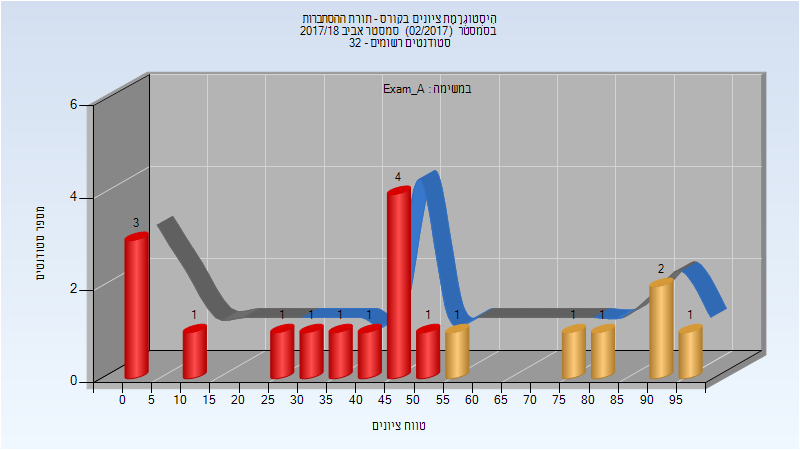 היסטוגרמת ציונים בקורס - תורת ההסתברות
בסמסטר (02/2017) סמסטר אביב 2017/18
סטודנטים רשומים - 32
במשימה : Exam_A
מספר סטודנטים
6
4
2
0
3
1
1
1
1
1
4
1
1
1
1
2
1
0 5 10 15 20 25 30 35 40 45 50 55 60 65 70 75 80 85 90 95
טווח ציונים